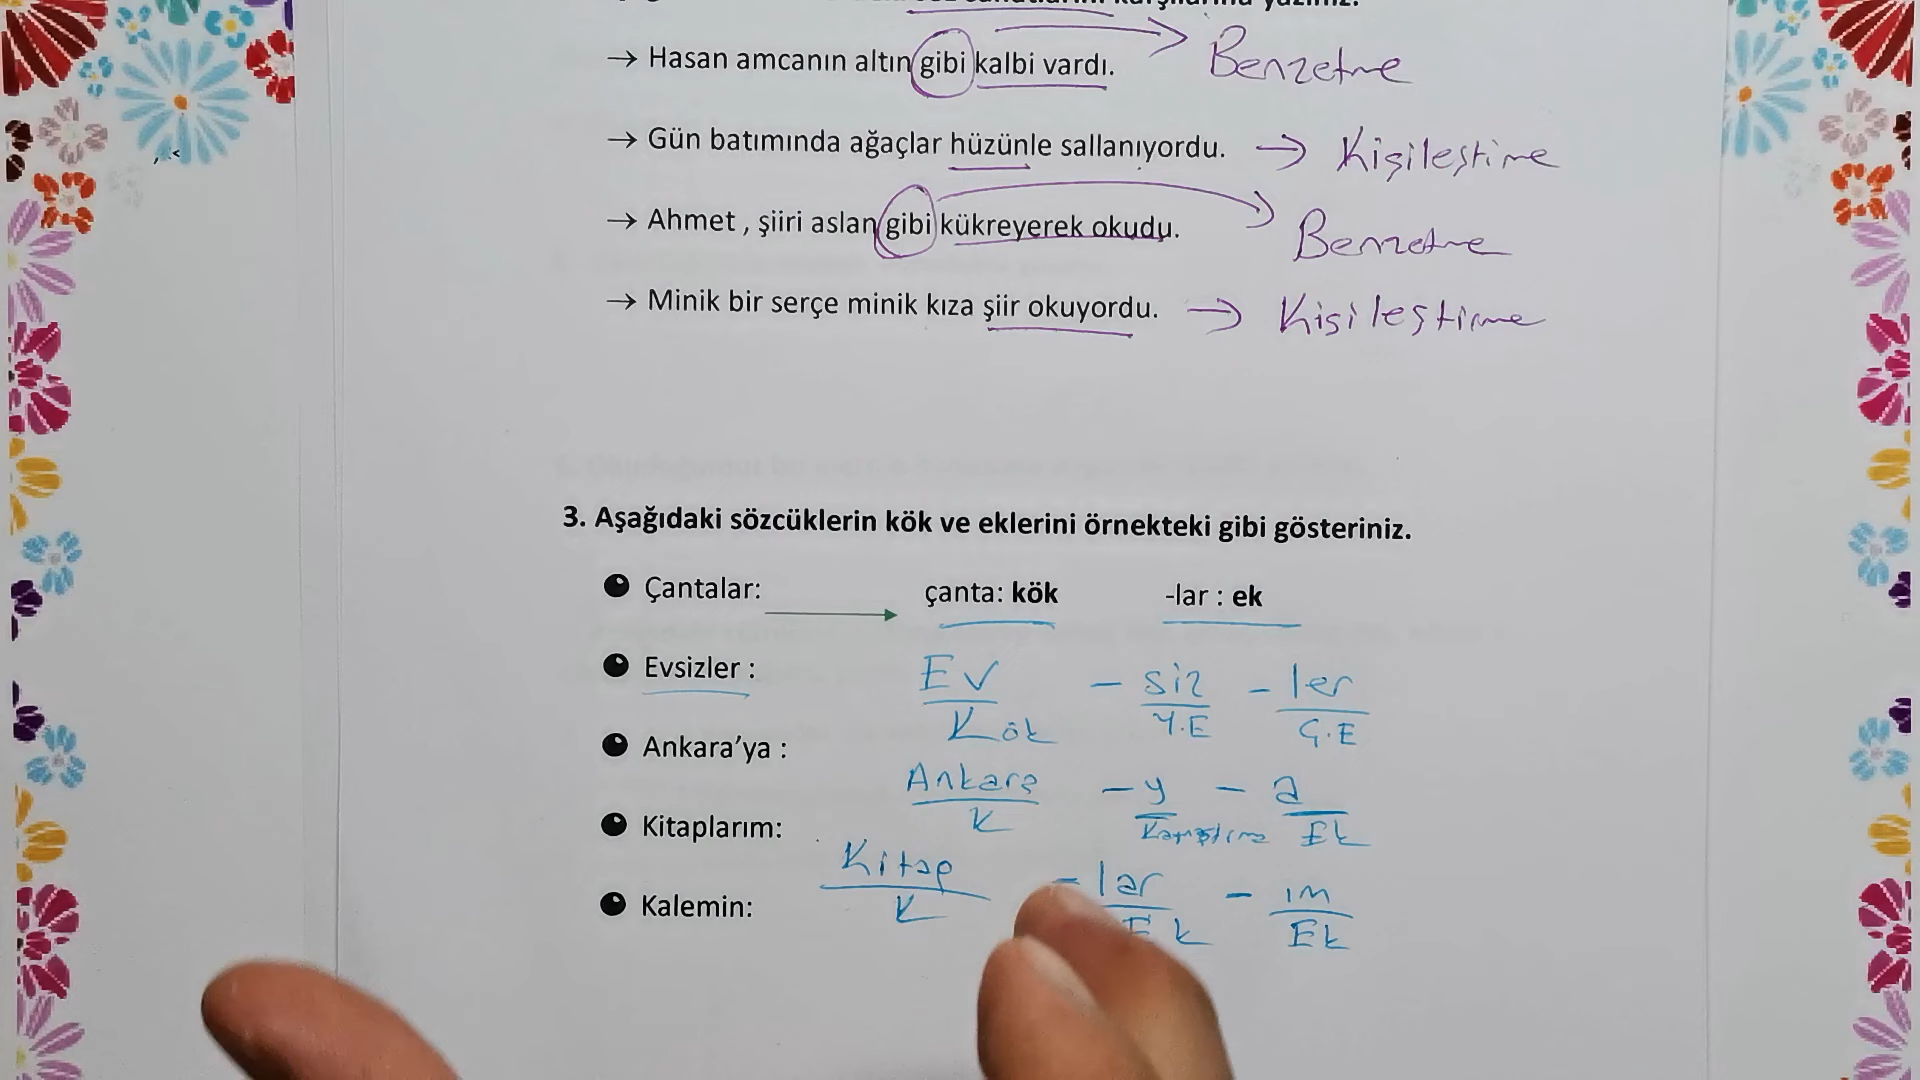 → Hasan amcanın altın gibi kalbi vardı. Benzetme
→ Gün batımında ağaçlar hüzünle sallanıyordu. → Kişileştirme
→ Ahmet , şiiri aslan gibi kükreyerek okudu. Benzetme
→ Minik bir serçe minik kıza şiir okuyordu. → Kişileştirme
3. Aşağıdaki sözcüklerin kök ve eklerini örnekteki gibi gösteriniz.
Çantalar: çanta: kök -lar : ek
Evsizler : Ev - siz - ler
Kök Y.E Ç.E
Ankara'ya :
Ankara - y - a
K Kaynaştırma Ek
Kitaplarım:
Kitap - lar - ım
K Ek Ek
Kalemin: